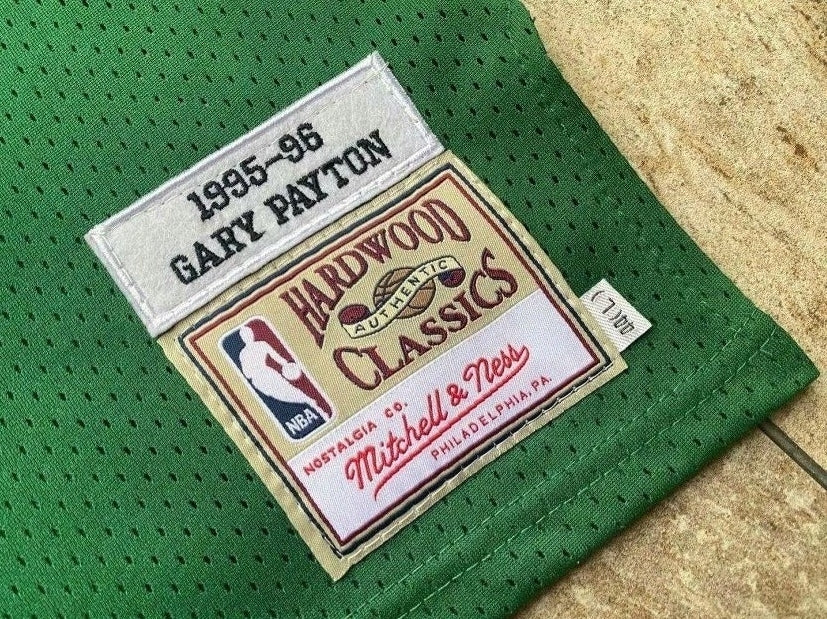 1995-96
GARY PAYTON
HARDWOOD
AUTHENTIC
CLASSICS
NBA
NOSTALGIA CO.
Mitchell & Ness
PHILADELPHIA, PA.